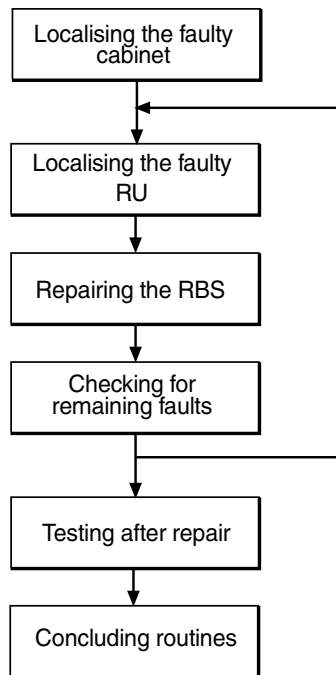 Localising the faulty
cabinet
Localising the faulty
RU
Repairing the RBS
Checking for
remaining faults
Testing after repair
Concluding routines